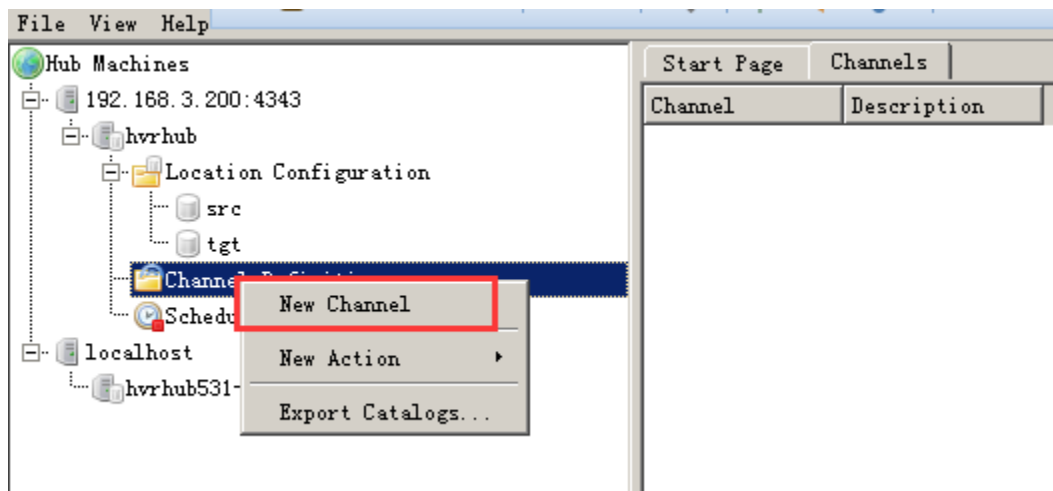 File View Help
Hub Machines
192.168.3.200:4343
hvrhub
Location Configuration
src
tgt
localhost
hvrhub531-
Start Page
Channels
Channel
Description
New Channel
New Action
Export Catalogs...